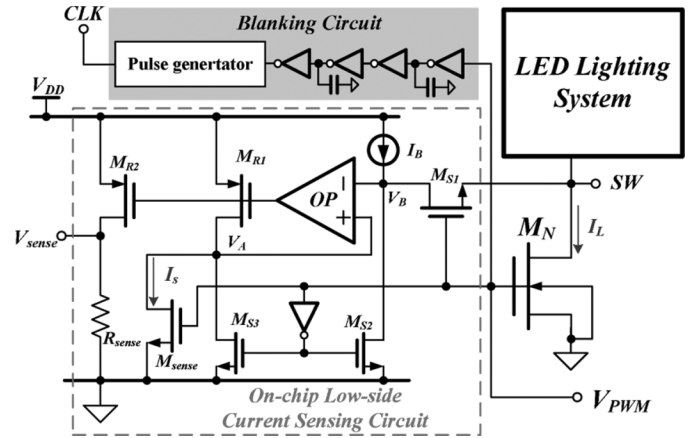 CLK
Blanking Circuit
Pulse genertator
LED Lighting
System
V_DD
M_R2
M_R1
I_B
OP
V_B
M_S1
SW
V_sense
V_A
M_N
I_L
I_s
R_sense
M_sense
M_S3
M_S2
On-chip Low-side
Current Sensing Circuit
V_PWM